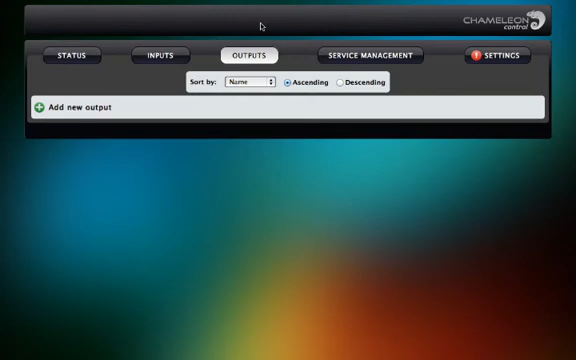 CHAMELEON
control
STATUS INPUTS OUTPUTS SERVICE MANAGEMENT ! SETTINGS
Sort by: Name Ascending Descending
Add new output